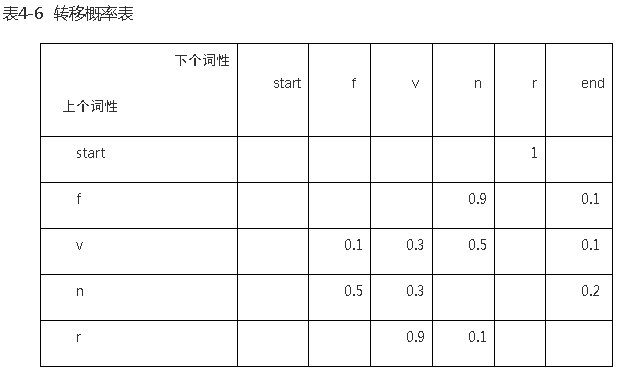 表4-6 转移概率表
下个词性
上个词性
start f v n r end
start 1
f 0.9 0.1
v 0.1 0.3 0.5 0.1
n 0.5 0.3 0.2
r 0.9 0.1